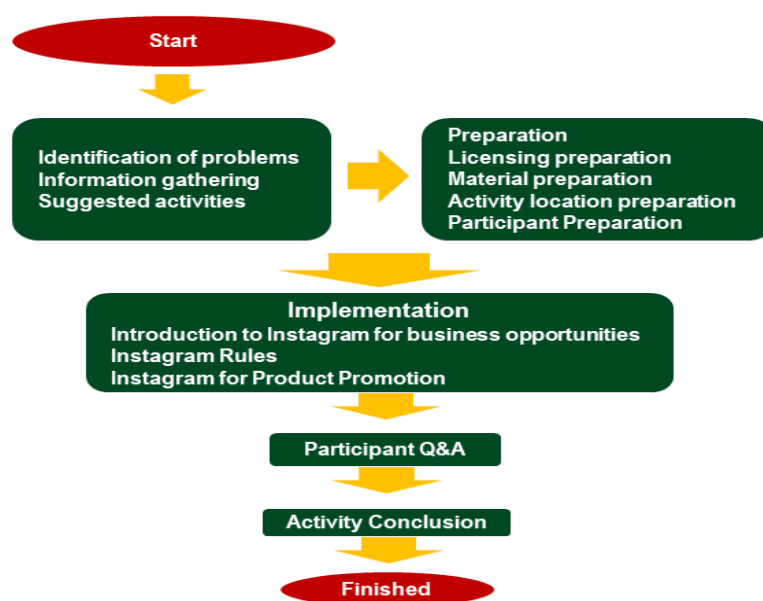 Start
Identification of problems
Information gathering
Suggested activities
Preparation
Licensing preparation
Material preparation
Activity location preparation
Participant Preparation
Implementation
Introduction to Instagram for business opportunities
Instagram Rules
Instagram for Product Promotion
Participant Q&A
Activity Conclusion
Finished